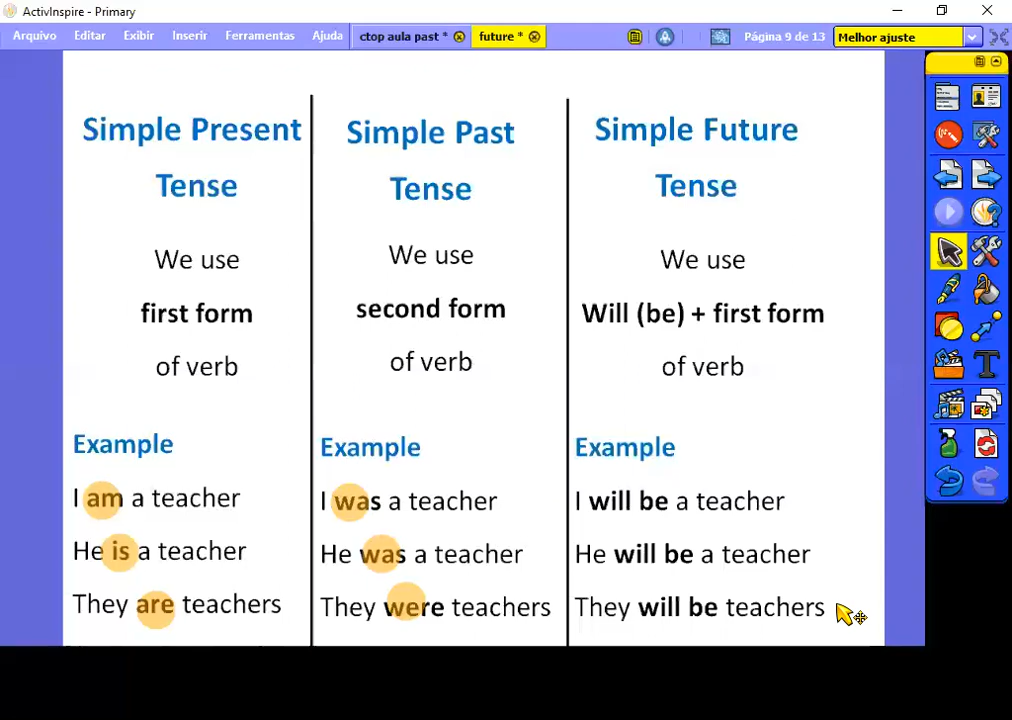 ActivInspire - Primary
Arquivo Editar Exibir Inserir Ferramentas Ajuda ctop aula past * future * Página 9 de 13 Melhor ajuste
Simple Present
Tense
We use
first form
of verb
Example
I am a teacher
He is a teacher
They are teachers
Simple Past
Tense
We use
second form
of verb
Example
I was a teacher
He was a teacher
They were teachers
Simple Future
Tense
We use
Will (be) + first form
of verb
Example
I will be a teacher
He will be a teacher
They will be teachers